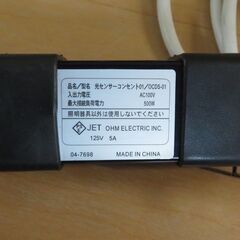 品名/型名 光センサーコンセント01/OCDS-01
入出力電圧 AC100V
最大接続負荷電力 500W
照明器具以外には使用しないでください
JET OHM ELECTRIC INC.
125V 5A
04-7698 MADE IN CHINA